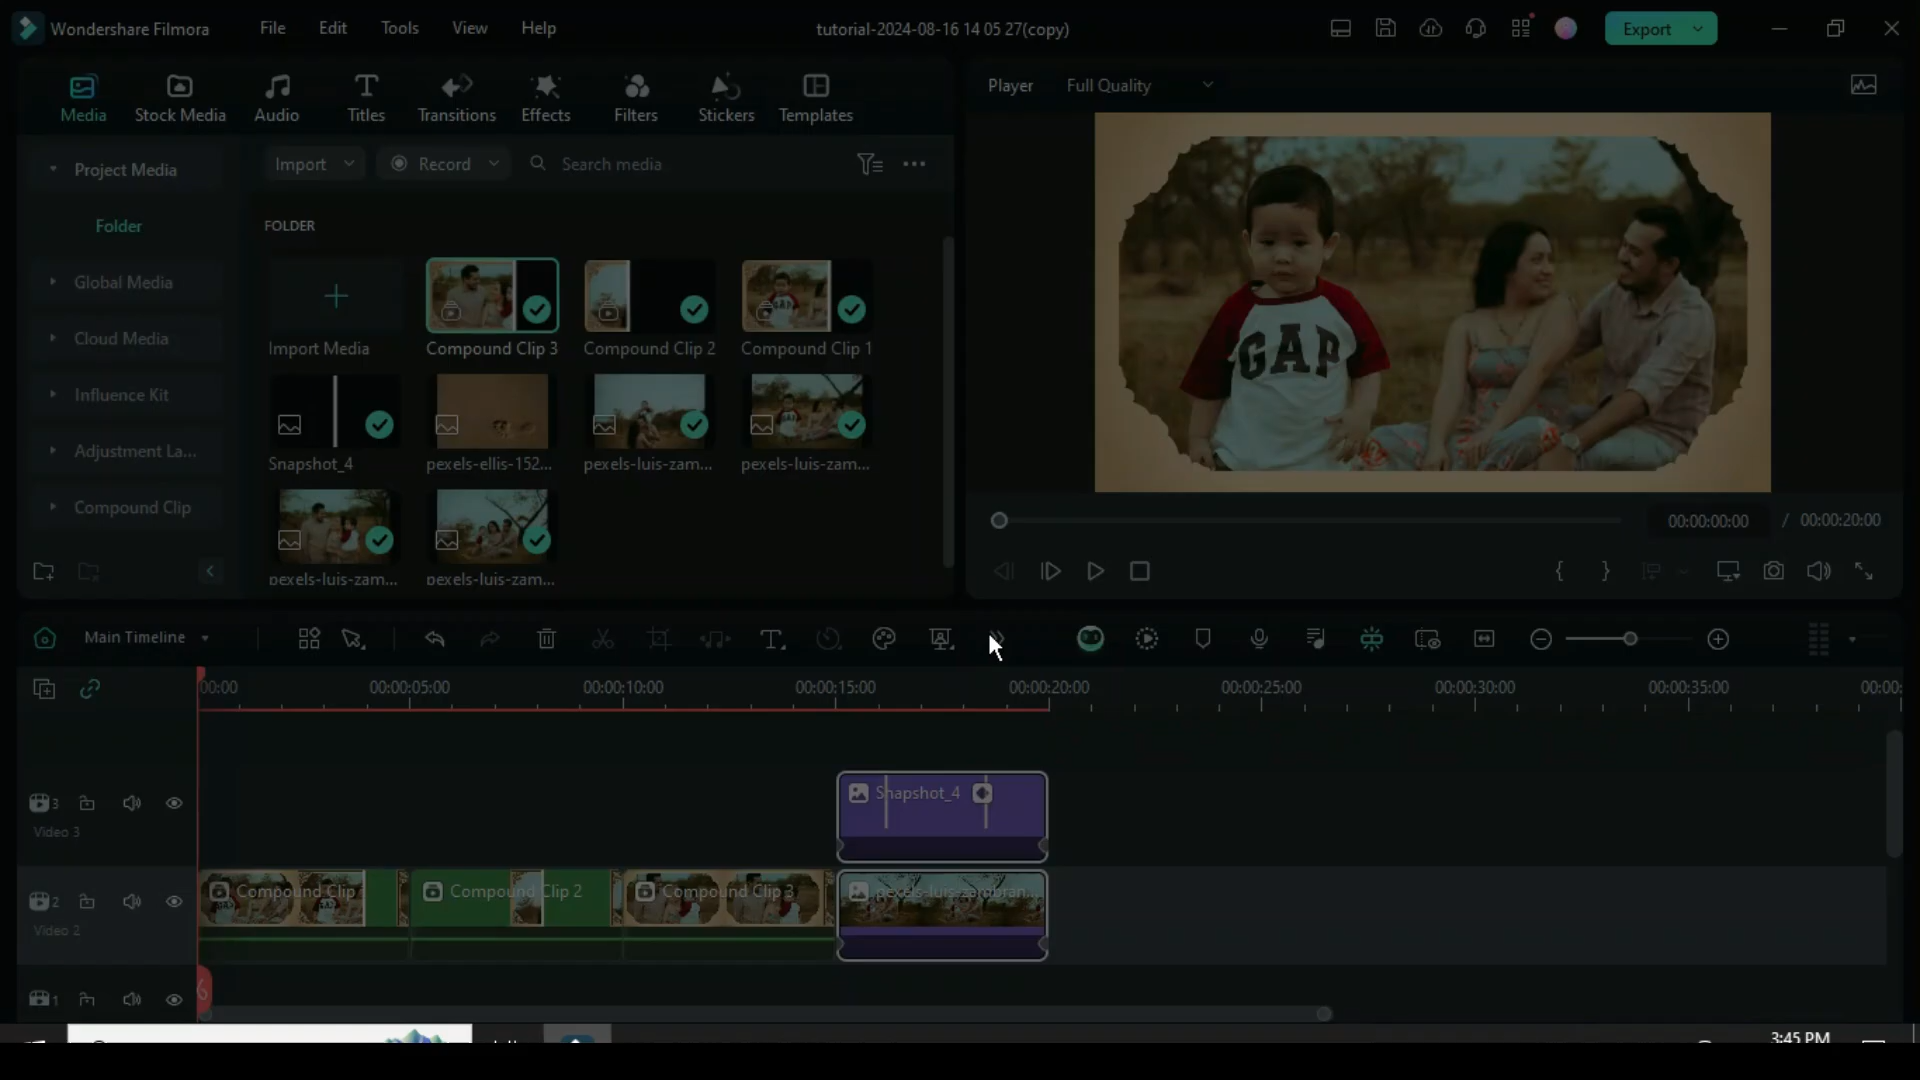 Wondershare Filmora File Edit Tools View Help tutorial-2024-08-16 14 05 27(copy) Export
Media Stock Media Audio Titles Transitions Effects Filters Stickers Templates
Player Full Quality
Project Media
Folder
Global Media
Cloud Media
Influence Kit
Adjustment La...
Compound Clip
Import Record Search media
FOLDER
Import Media Compound Clip 3 Compound Clip 2 Compound Clip 1
Snapshot_4 pexels-ellis-152... pexels-luis-zam... pexels-luis-zam...
pexels-luis-zam... pexels-luis-zam...
GAP
00:00:00:00 / 00:00:20:00
Main Timeline
00:00 00:00:05:00 00:00:10:00 00:00:15:00 00:00:20:00 00:00:25:00 00:00:30:00 00:00:35:00 00:00:
3 Snapshot_4
Video 3
2 Compound Clip Compound Clip 2 Compound Clip 3 pexels-luis-zambran...
Video 2
1
3:45 PM